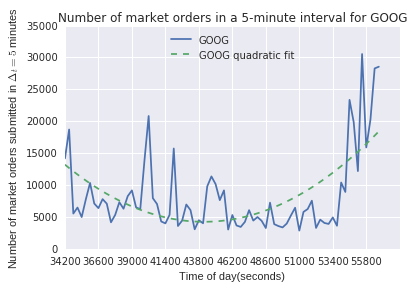 Number of market orders in a 5-minute interval for GOOG
Number of market orders submitted in Δ_t = 5 minutes
35000
30000
25000
20000
15000
10000
5000
0
GOOG
GOOG quadratic fit
34200 36600 39000 41400 43800 46200 48600 51000 53400 55800
Time of day(seconds)